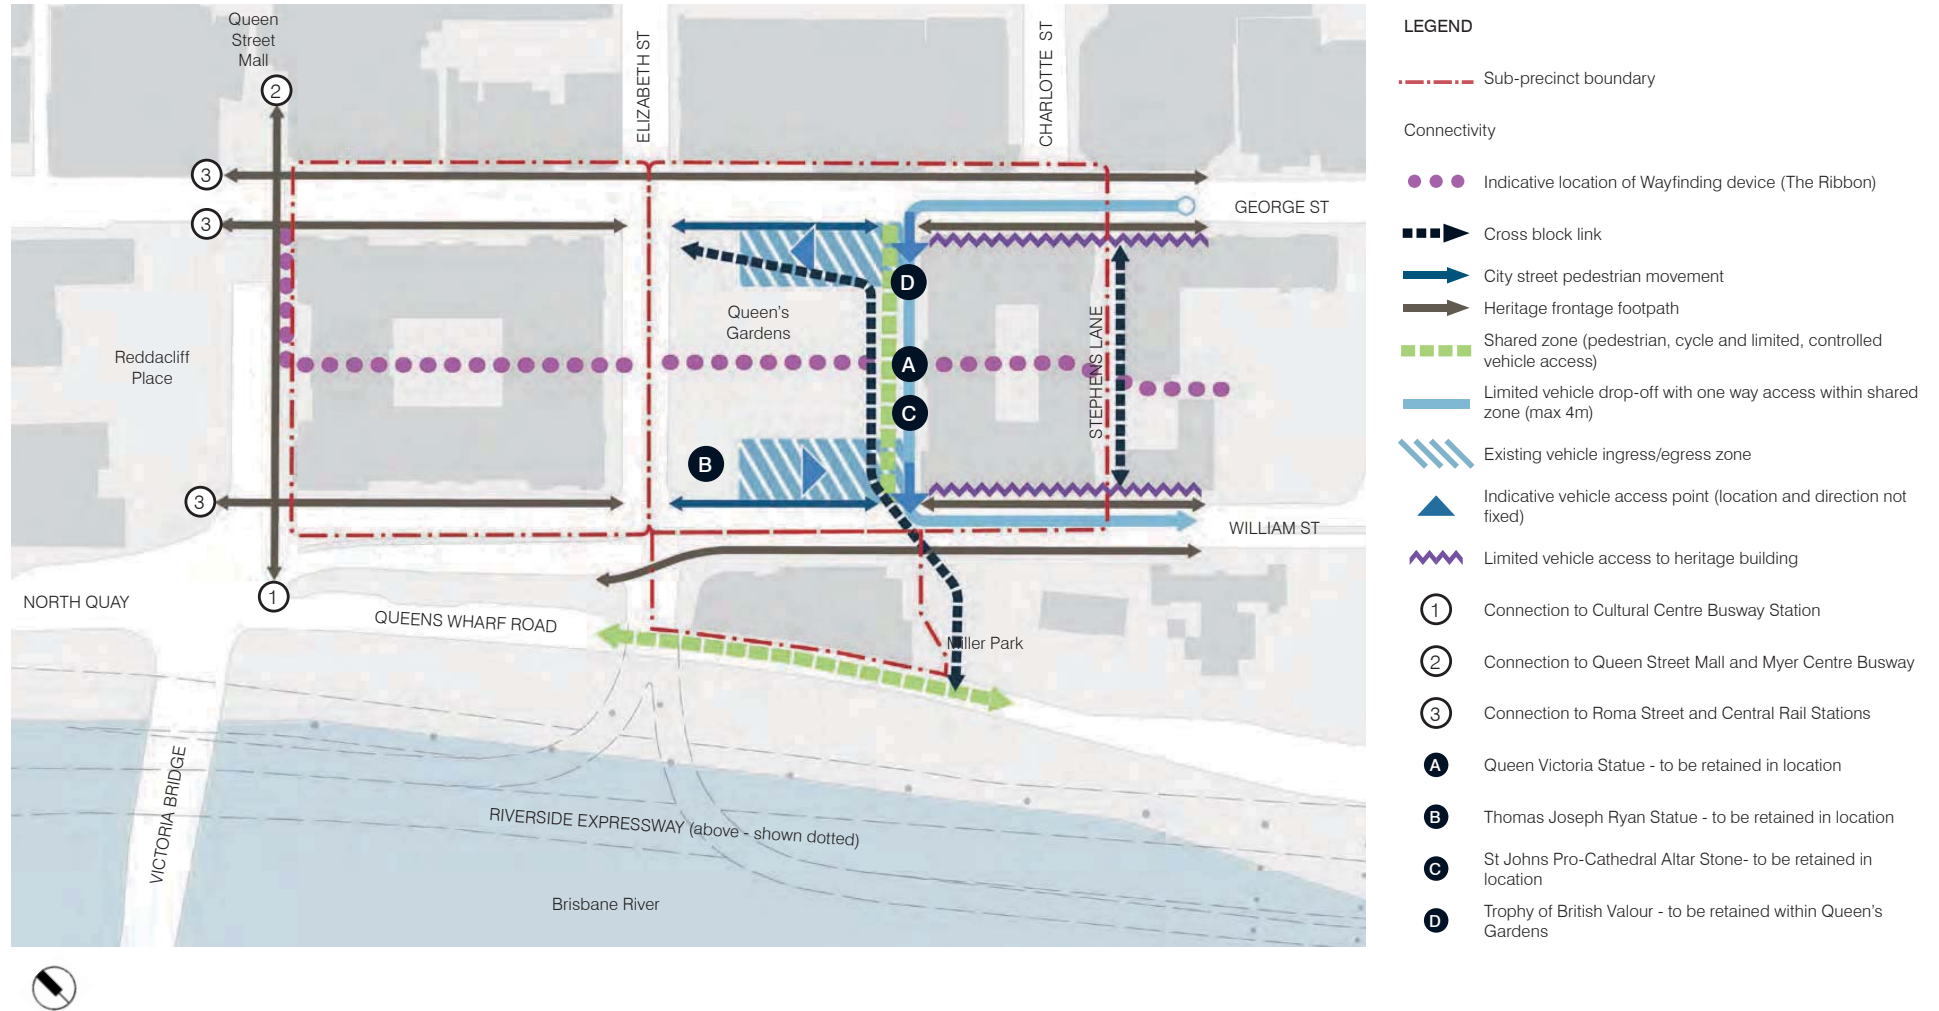 Queen
Street
Mall
2
ELIZABETH ST
CHARLOTTE ST
3
3
GEORGE ST
D
Queen's
Gardens
Reddacliff
Place
A
STEPHENS LANE
C
B
3
WILLIAM ST
1
NORTH QUAY
QUEENS WHARF ROAD
Miller Park
VICTORIA BRIDGE
RIVERSIDE EXPRESSWAY (above - shown dotted)
Brisbane River
LEGEND
Sub-precinct boundary
Connectivity
Indicative location of Wayfinding device (The Ribbon)
Cross block link
City street pedestrian movement
Heritage frontage footpath
Shared zone (pedestrian, cycle and limited, controlled
vehicle access)
Limited vehicle drop-off with one way access within shared
zone (max 4m)
Existing vehicle ingress/egress zone
Indicative vehicle access point (location and direction not
fixed)
Limited vehicle access to heritage building
1 Connection to Cultural Centre Busway Station
2 Connection to Queen Street Mall and Myer Centre Busway
3 Connection to Roma Street and Central Rail Stations
A Queen Victoria Statue - to be retained in location
B Thomas Joseph Ryan Statue - to be retained in location
C St Johns Pro-Cathedral Altar Stone- to be retained in
location
D Trophy of British Valour - to be retained within Queen's
Gardens